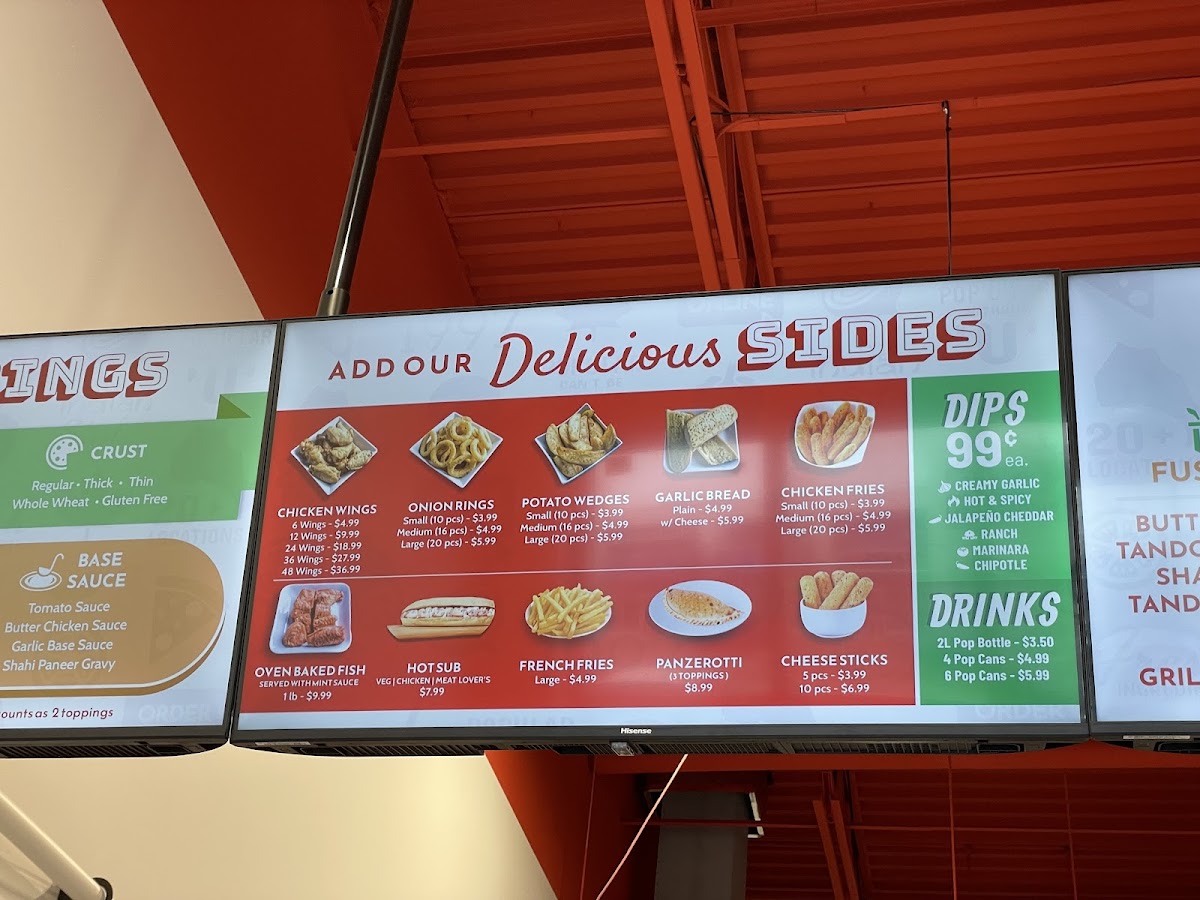 INGS
CRUST
Regular • Thick • Thin
Whole Wheat • Gluten Free
BASE
SAUCE
Tomato Sauce
Butter Chicken Sauce
Garlic Base Sauce
Shahi Paneer Gravy
ounts as 2 toppings
ADD OUR Delicious SIDES
CHICKEN WINGS
6 Wings - $4.99
12 Wings - $9.99
24 Wings - $18.99
36 Wings - $27.99
48 Wings - $36.99
ONION RINGS
Small (10 pcs) - $3.99
Medium (16 pcs) - $4.99
Large (20 pcs) - $5.99
POTATO WEDGES
Small (10 pcs) - $3.99
Medium (16 pcs) - $4.99
Large (20 pcs) - $5.99
GARLIC BREAD
Plain - $4.99
w/ Cheese - $5.99
CHICKEN FRIES
Small (10 pcs) - $3.99
Medium (16 pcs) - $4.99
Large (20 pcs) - $5.99
OVEN BAKED FISH
SERVED WITH MINT SAUCE
1 lb - $9.99
HOT SUB
VEG | CHICKEN | MEAT LOVER'S
$7.99
FRENCH FRIES
Large - $4.99
PANZEROTTI
(3 TOPPINGS)
$8.99
CHEESE STICKS
5 pcs - $3.99
10 pcs - $6.99
DIPS
99¢ ea.
CREAMY GARLIC
HOT & SPICY
JALAPEÑO CHEDDAR
RANCH
MARINARA
CHIPOTLE
DRINKS
2L Pop Bottle - $3.50
4 Pop Cans - $4.99
6 Pop Cans - $5.99
Hisense
FUS
BUTT
TANDO
SHA
TAND
GRIL